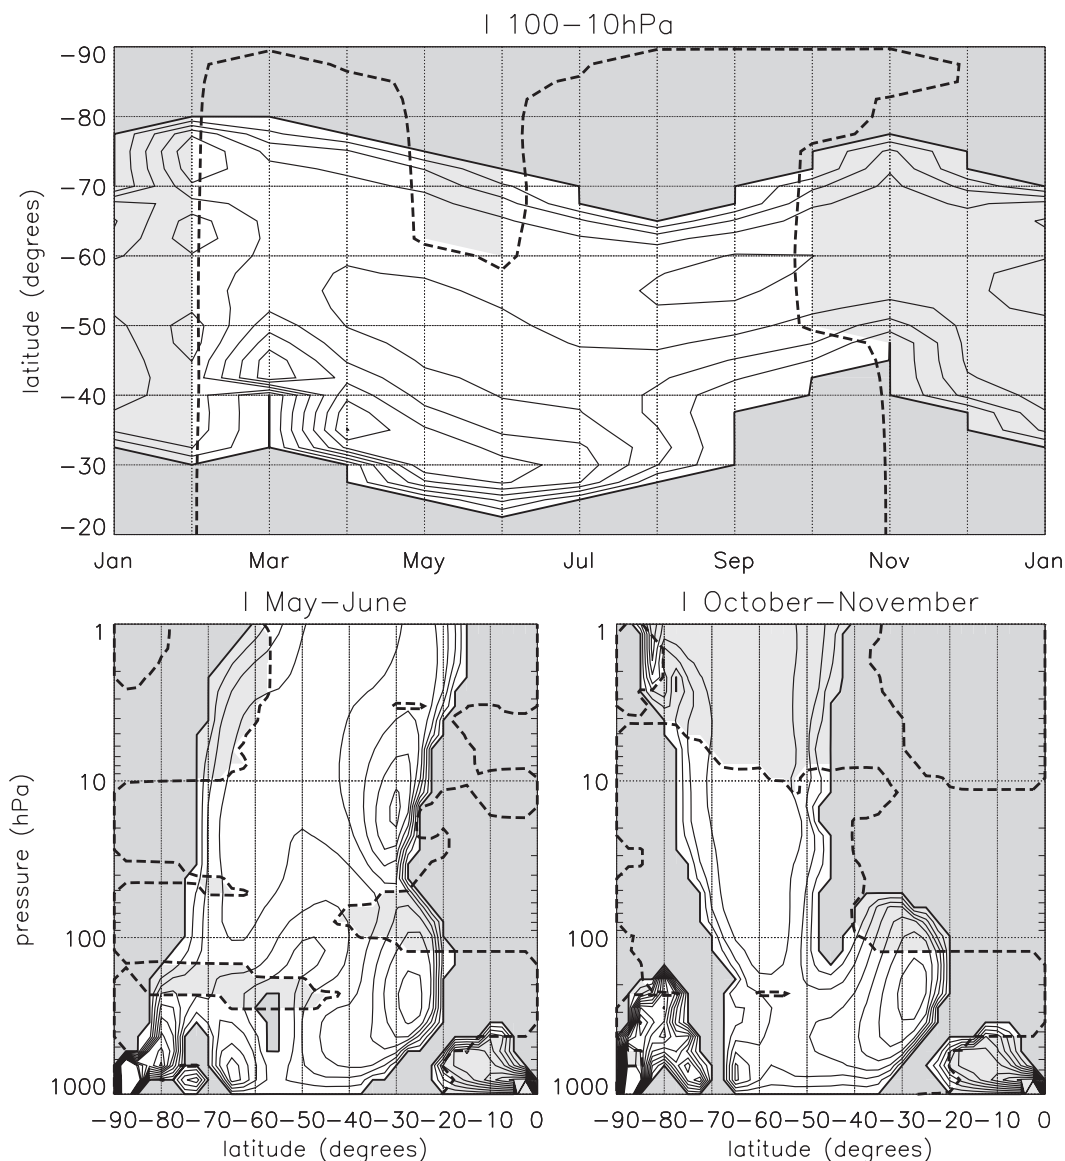 I 100−10hPa
−90
−80
−70
−60
−50
−40
−30
−20
latitude (degrees)
Jan Mar May Jul Sep Nov Jan
I May−June
1
10
100
1000
pressure (hPa)
−90−80−70−60−50−40−30−20−10 0
latitude (degrees)
I October−November
1
10
100
1000
−90−80−70−60−50−40−30−20−10 0
latitude (degrees)